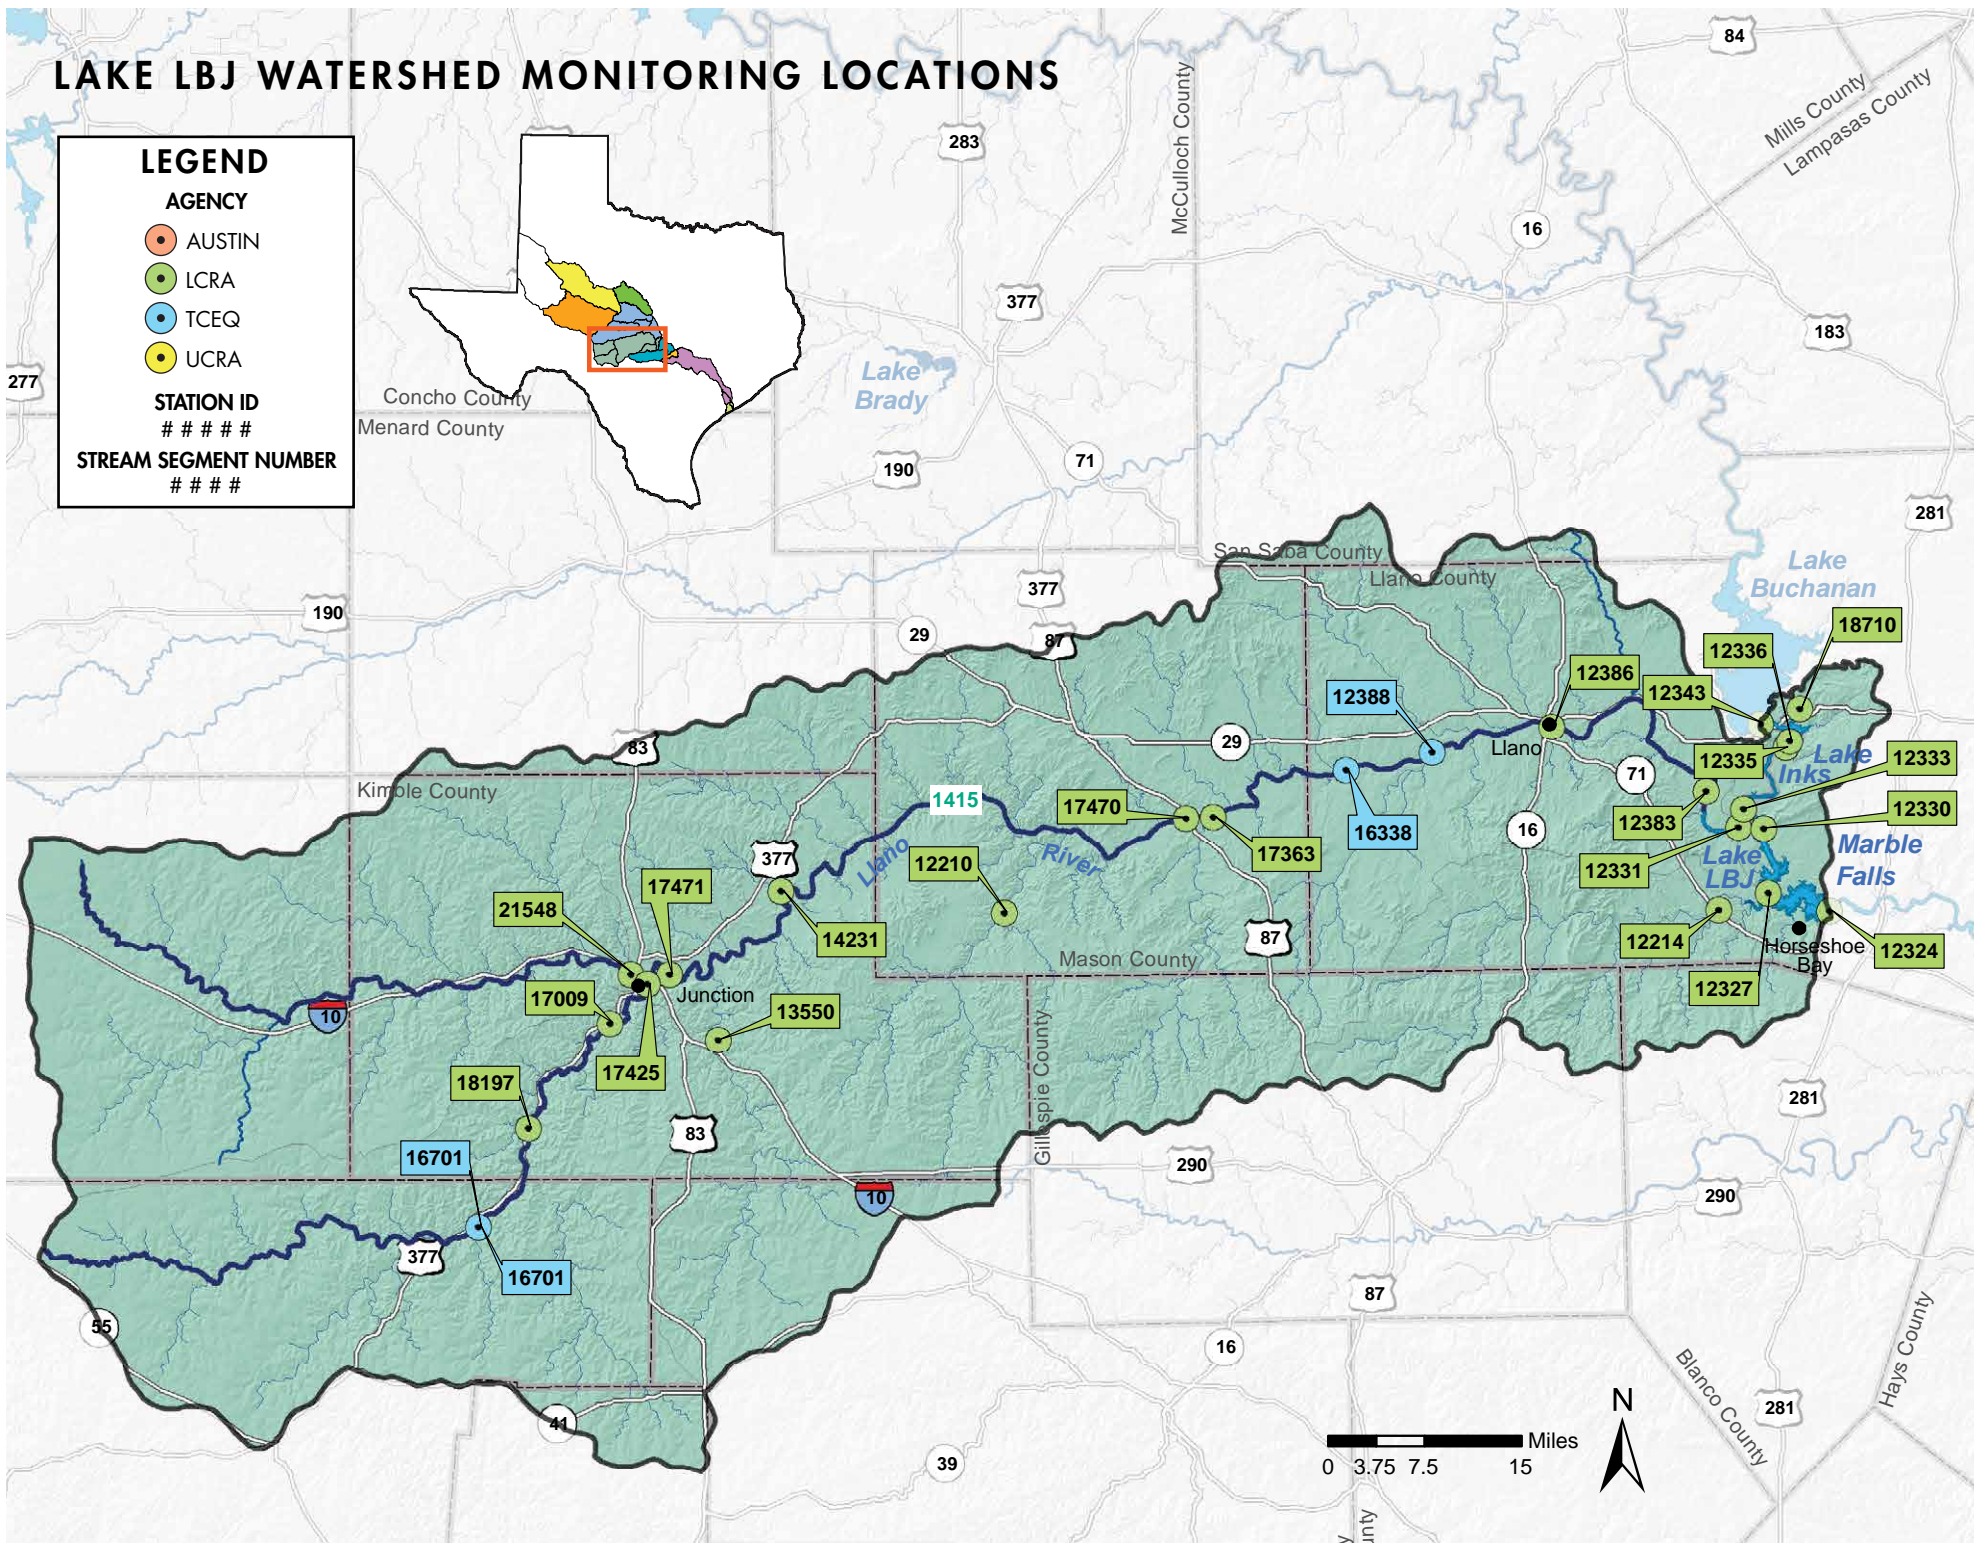 LAKE LBJ WATERSHED MONITORING LOCATIONS
LEGEND
AGENCY
AUSTIN
LCRA
TCEQ
UCRA
STATION ID
# # # # #
STREAM SEGMENT NUMBER
# # # #
84
Mills County
Lampasas County
McCulloch County
283
16
377
183
277
Concho County
Menard County
Lake
Brady
190
71
281
San Saba County
Llano County
Lake
Buchanan
377
190
29
87
18710
12336
12386
12343
12388
83
29
Llano
71
12335
Lake
Inks
12333
Kimble County
1415
17470
12383
12330
16338
16
17363
377
Llano
River
12210
12331
Lake
LBJ
Marble
Falls
17471
21548
14231
87
12214
Horseshoe
Bay
12324
Mason County
12327
17009
Junction
13550
10
17425
18197
Gillespie County
281
83
16701
290
10
290
377
16701
55
87
16
Blanco County
Hays County
281
41
39
N
Miles
0 3.75 7.5 15